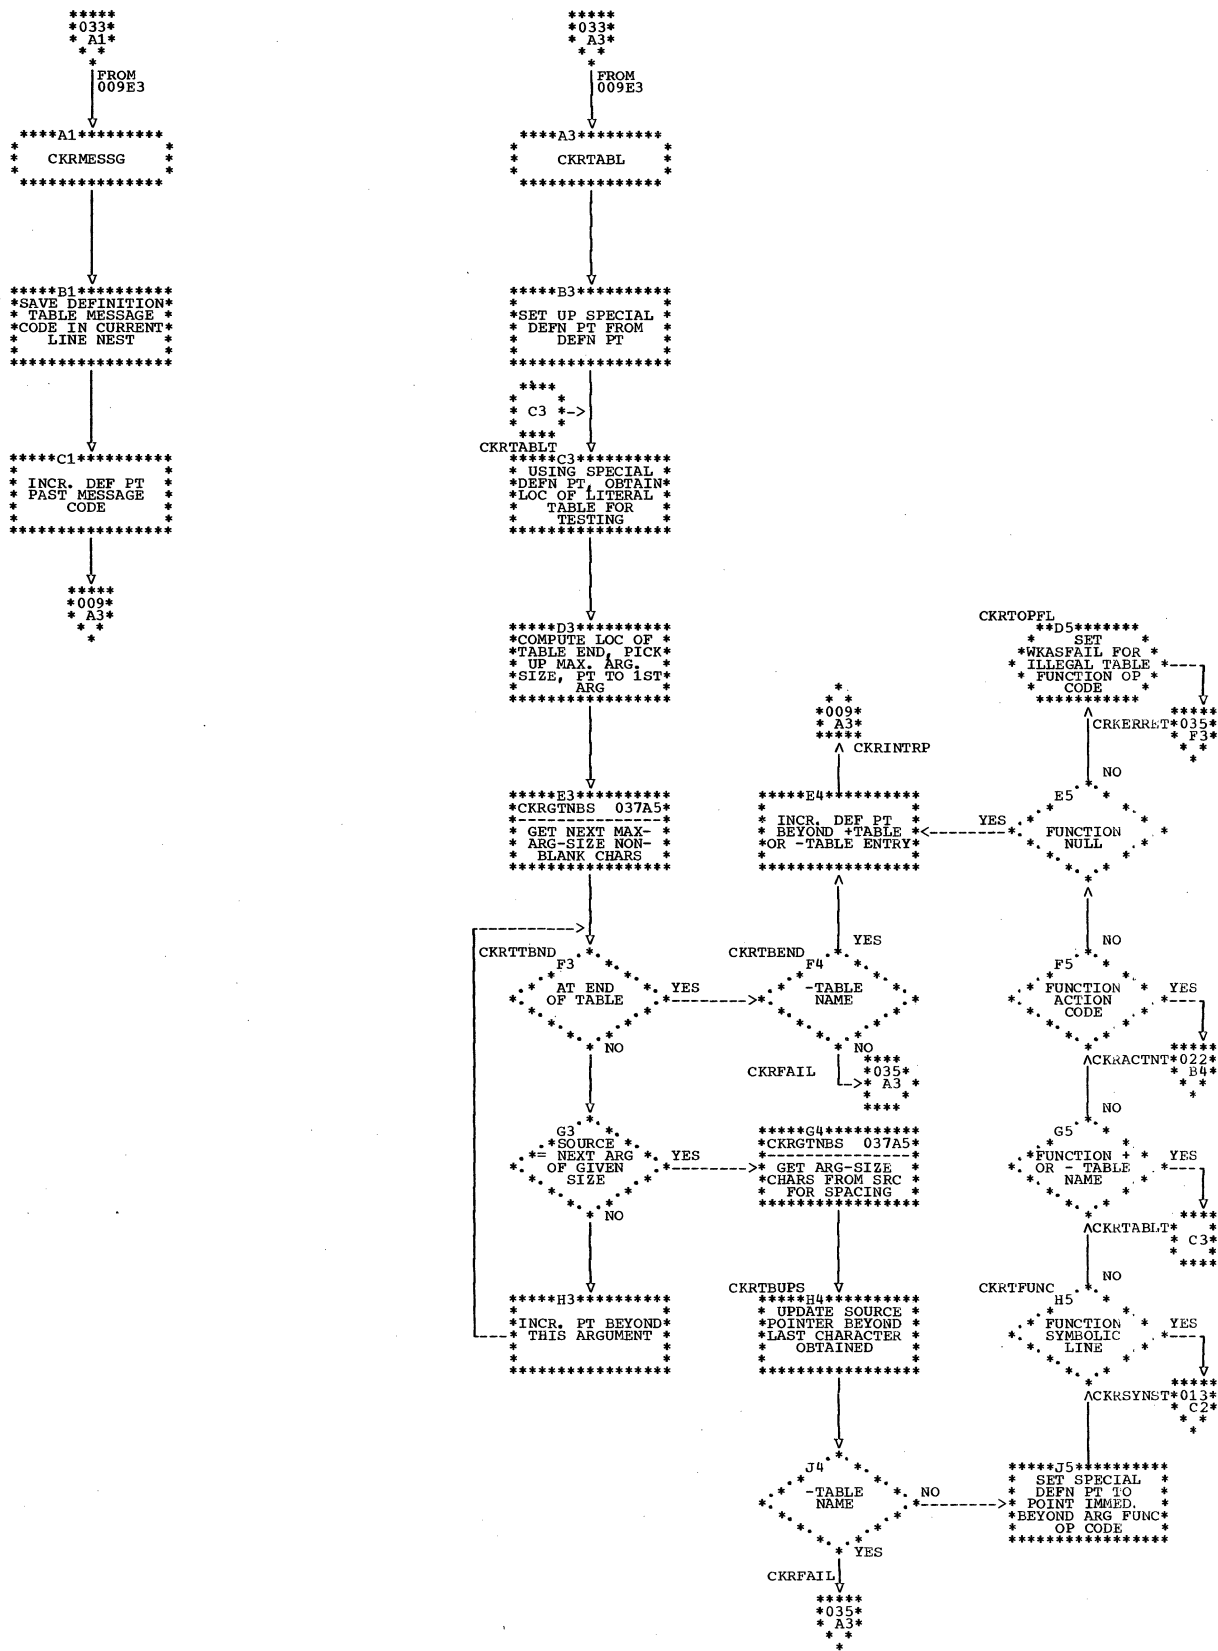 *033*
A1
FROM
009E3
****A1*********
CKRMESSG
*****B1**********
*SAVE DEFINITION*
TABLE MESSAGE
*CODE IN CURRENT*
LINE NEST
*****C1**********
INCR. DEF PT
PAST MESSAGE
CODE
*009*
A3*
*033*
A3
FROM
009E3
****A3*********
CKRTABL
*****B3**********
*SET UP SPECIAL
DEFN PT FROM
DEFN PT
C3 *->
CKRTABLT
*****C3**********
USING SPECIAL
*DEFN PT, OBTAIN*
*LOC OF LITERAL
TABLE FOR
TESTING
*****D3**********
*COMPUTE LOC OF
*TABLE END, PICK*
UP MAX. ARG.
*SIZE, PT TO 1ST*
ARG
*****E3**********
*CKRGTNBS 037A5*
GET NEXT MAX-
ARG-SIZE NON-
BLANK CHARS
CKRTTBND
F3
AT END
OF TABLE
YES
NO
G3
*SOURCE
*= NEXT ARG
OF GIVEN
SIZE
YES
NO
*****H3**********
*INCR. PT BEYOND*
THIS ARGUMENT
*009*
A3*
CKRINTRP
*****E4**********
INCR. DEF PT
BEYOND +TABLE
*OR -TABLE ENTRY*
YES
CKRTBEND
F4
-TABLE
NAME
NO
CKRFAIL
*035*
A3
*****G4**********
*CKRGTNBS 037A5*
GET ARG-SIZE
*CHARS FROM SRC
FOR SPACING
CKRTBUPS
*****H4**********
UPDATE SOURCE
*POINTER BEYOND
*LAST CHARACTER
OBTAINED
J4
-TABLE
NAME
NO
YES
CKRFAIL
*035*
A3*
CKRTOPFL
**D5*******
SET
*WKASFAIL FOR *
ILLEGAL TABLE
FUNCTION OP
CODE
CRKERRET*035*
F3*
NO
E5
YES
FUNCTION
NULL
NO
F5
FUNCTION
ACTION
CODE
YES
CKRACTNT*022*
B4*
NO
G5
*FUNCTION +
OR - TABLE
NAME
YES
CKRTABLT*
C3*
NO
CKRTFUNC
H5
FUNCTION
SYMBOLIC
LINE
YES
CKRSYNST*013*
C2*
*****J5**********
SET SPECIAL
DEFN PT TO
POINT IMMED.
*BEYOND ARG FUNC*
OP CODE